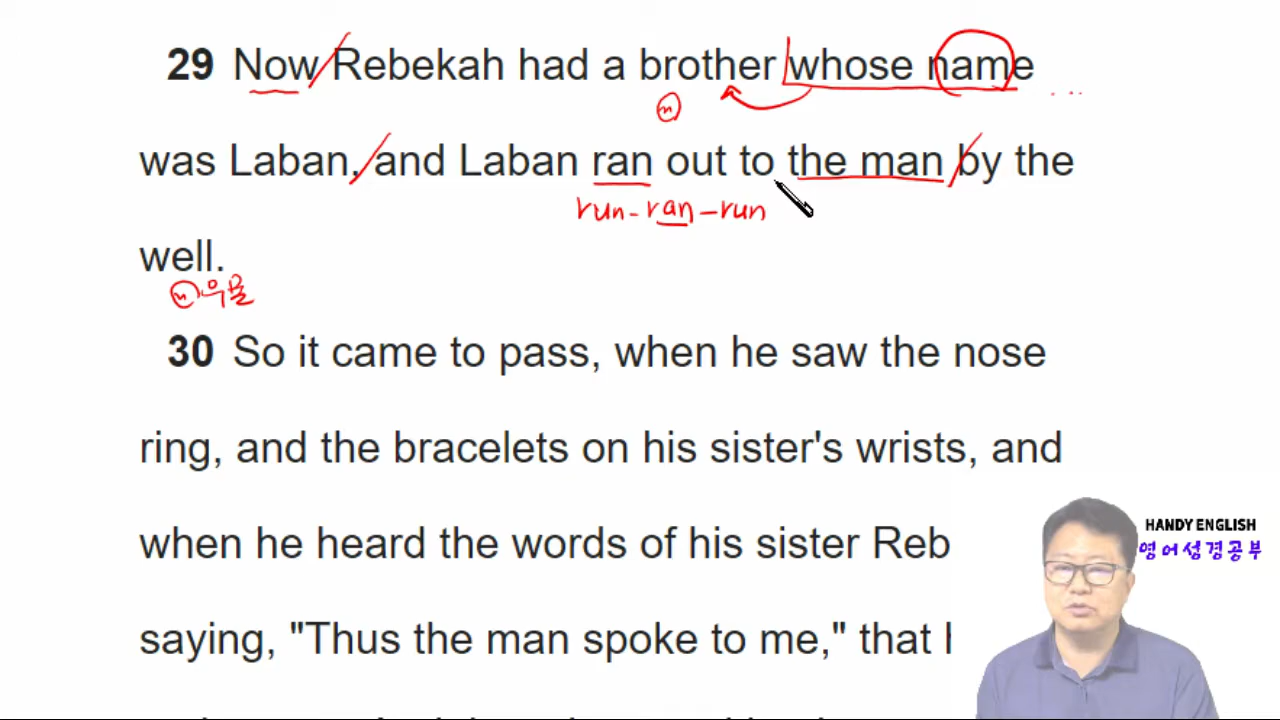 29 Now Rebekah had a brother whose name
n
was Laban, and Laban ran out to the man by the
run - ran - run
well.
n 우물
30 So it came to pass, when he saw the nose
ring, and the bracelets on his sister's wrists, and
HANDY ENGLISH
영어성경공부
when he heard the words of his sister Reb
saying, "Thus the man spoke to me," that